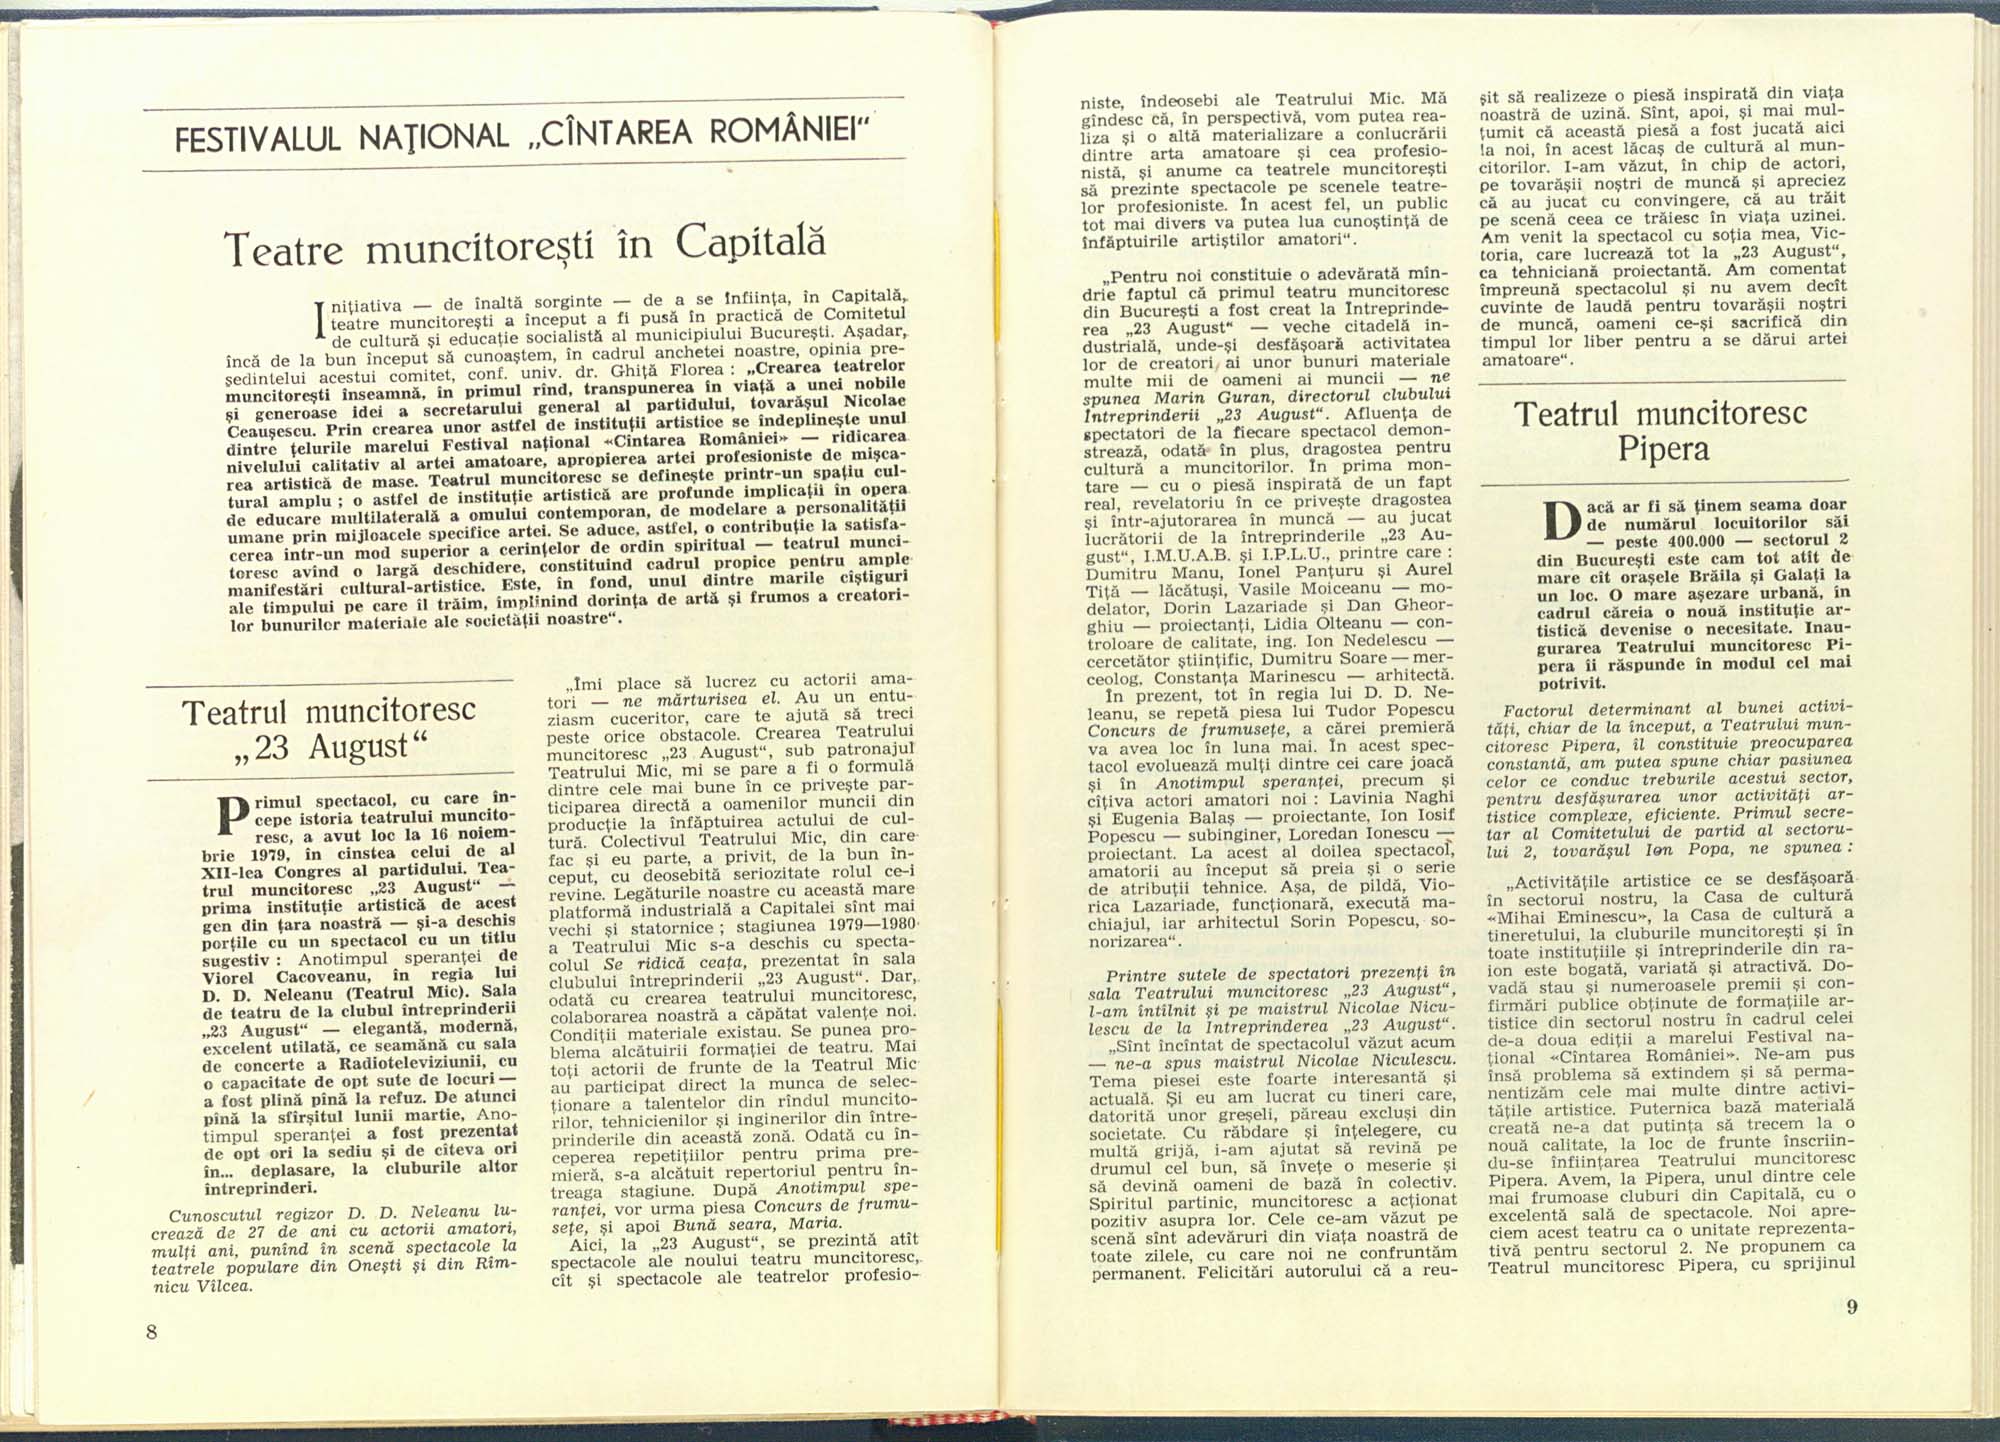 FESTIVALUL NAŢIONAL „CÎNTAREA ROMÂNIEI“
Teatre muncitoreşti în Capitală
Iniţiativa — de înaltă sorginte — de a se înfiinţa, în Capitală,
teatre muncitoreşti a început a fi pusă în practică de Comitetul
de cultură şi educaţie socialistă al municipiului Bucureşti. Aşadar,
încă de la bun început să cunoaştem, în cadrul anchetei noastre, opinia pre-
şedintelui acestui comitet, conf. univ. dr. Ghiţă Florea : „Crearea teatrelor
muncitoreşti înseamnă, în primul rînd, transpunerea în viaţă a unei nobile
şi generoase idei a secretarului general al partidului, tovarăşul Nicolae
Ceauşescu. Prin crearea unor astfel de instituţii artistice se îndeplineşte unul
dintre ţelurile marelui Festival naţional «Cîntarea României» — ridicarea
nivelului calitativ al artei amatoare, apropierea artei profesioniste de mişca-
rea artistică de mase. Teatrul muncitoresc se defineşte printr-un spaţiu cul-
tural amplu ; o astfel de instituţie artistică are profunde implicaţii în opera
de educare multilaterală a omului contemporan, de modelare a personalităţii
umane prin mijloacele specifice artei. Se aduce, astfel, o contribuţie la satisfa-
cerea într-un mod superior a cerinţelor de ordin spiritual — teatrul munci-
toresc avînd o largă deschidere, constituind cadrul propice pentru ample
manifestări cultural-artistice. Este, în fond, unul dintre marile cîştiguri
ale timpului pe care îl trăim, împlinind dorinţa de artă şi frumos a creatori-
lor bunurilor materiale ale societăţii noastre“.
Teatrul muncitoresc
„23 August“
Primul spectacol, cu care în-
cepe istoria teatrului muncito-
resc, a avut loc la 16 noiem-
brie 1979, în cinstea celui de al
XII-lea Congres al partidului. Tea-
trul muncitoresc „23 August“ —
prima instituţie artistică de acest
gen din ţara noastră — şi-a deschis
porţile cu un spectacol cu un titlu
sugestiv : Anotimpul speranţei de
Viorel Cacoveanu, în regia lui
D. D. Neleanu (Teatrul Mic). Sala
de teatru de la clubul întreprinderii
„23 August“ — elegantă, modernă,
excelent utilată, ce seamănă cu sala
de concerte a Radioteleviziunii, cu
o capacitate de opt sute de locuri —
a fost plină pînă la refuz. De atunci
pînă la sfîrşitul lunii martie, Ano-
timpul speranţei a fost prezentat
de opt ori la sediu şi de cîteva ori
în... deplasare, la cluburile altor
întreprinderi.
Cunoscutul regizor D. D. Neleanu lu-
crează de 27 de ani cu actorii amatori,
mulţi ani, punînd în scenă spectacole la
teatrele populare din Oneşti şi din Rîm-
nicu Vîlcea.
„Îmi place să lucrez cu actorii ama-
tori — ne mărturisea el. Au un entu-
ziasm cuceritor, care te ajută să treci
peste orice obstacole. Crearea Teatrului
muncitoresc „23 August“, sub patronajul
Teatrului Mic, mi se pare a fi o formulă
dintre cele mai bune în ce priveşte par-
ticiparea directă a oamenilor muncii din
producţie la înfăptuirea actului de cul-
tură. Colectivul Teatrului Mic, din care
fac şi eu parte, a privit, de la bun în-
ceput, cu deosebită seriozitate rolul ce-i
revine. Legăturile noastre cu această mare
platformă industrială a Capitalei sînt mai
vechi şi statornice ; stagiunea 1979—1980
a Teatrului Mic s-a deschis cu specta-
colul Se ridică ceaţa, prezentat în sala
clubului întreprinderii „23 August“. Dar,
odată cu crearea teatrului muncitoresc,
colaborarea noastră a căpătat valenţe noi.
Condiţii materiale existau. Se punea pro-
blema alcătuirii formaţiei de teatru. Mai
toţi actorii de frunte de la Teatrul Mic
au participat direct la munca de selec-
ţionare a talentelor din rîndul muncito-
rilor, tehnicienilor şi inginerilor din între-
prinderile din această zonă. Odată cu în-
ceperea repetiţiilor pentru prima pre-
mieră, s-a alcătuit repertoriul pentru în-
treaga stagiune. După Anotimpul spe-
ranţei, vor urma piesa Concurs de frumu-
seţe, şi apoi Bună seara, Maria.
Aici, la „23 August“, se prezintă atît
spectacole ale noului teatru muncitoresc,
cît şi spectacole ale teatrelor profesio-
8
niste, îndeosebi ale Teatrului Mic. Mă
gîndesc că, în perspectivă, vom putea rea-
liza şi o altă materializare a conlucrării
dintre arta amatoare şi cea profesio-
nistă, şi anume ca teatrele muncitoreşti
să prezinte spectacole pe scenele teatre-
lor profesioniste. În acest fel, un public
tot mai divers va putea lua cunoştinţă de
înfăptuirile artiştilor amatori“.
„Pentru noi constituie o adevărată mîn-
drie faptul că primul teatru muncitoresc
din Bucureşti a fost creat la Întreprinde-
rea „23 August“ — veche citadelă in-
dustrială, unde-şi desfăşoară activitatea
lor de creatori ai unor bunuri materiale
multe mii de oameni ai muncii — ne
spunea Marin Guran, directorul clubului
Întreprinderii „23 August“. Afluenţa de
spectatori de la fiecare spectacol demon-
strează, odată în plus, dragostea pentru
cultură a muncitorilor. În prima mon-
tare — cu o piesă inspirată de un fapt
real, revelatoriu în ce priveşte dragostea
şi într-ajutorarea în muncă — au jucat
lucrătorii de la întreprinderile „23 Au-
gust“, I.M.U.A.B. şi I.P.L.U., printre care :
Dumitru Manu, Ionel Panţuru şi Aurel
Tiţă — lăcătuşi, Vasile Moiceanu — mo-
delator, Dorin Lazariade şi Dan Gheor-
ghiu — proiectanţi, Lidia Olteanu — con-
troloare de calitate, ing. Ion Nedelescu —
cercetător ştiinţific, Dumitru Soare — mer-
ceolog, Constanţa Marinescu — arhitectă.
În prezent, tot în regia lui D. D. Ne-
leanu, se repetă piesa lui Tudor Popescu
Concurs de frumuseţe, a cărei premieră
va avea loc în luna mai. În acest spec-
tacol evoluează mulţi dintre cei care joacă
şi în Anotimpul speranţei, precum şi
cîţiva actori amatori noi : Lavinia Naghi
şi Eugenia Balaş — proiectante, Ion Iosif
Popescu — subinginer, Loredan Ionescu —
proiectant. La acest al doilea spectacol,
amatorii au început să preia şi o serie
de atribuţii tehnice. Aşa, de pildă, Vio-
rica Lazariade, funcţionară, execută ma-
chiajul, iar arhitectul Sorin Popescu, so-
norizarea“.
Printre sutele de spectatori prezenţi în
sala Teatrului muncitoresc „23 August“,
l-am întîlnit şi pe maistrul Nicolae Nicu-
lescu de la Întreprinderea „23 August“.
„Sînt încîntat de spectacolul văzut acum
— ne-a spus maistrul Nicolae Niculescu.
Tema piesei este foarte interesantă şi
actuală. Şi eu am lucrat cu tineri care,
datorită unor greşeli, păreau excluşi din
societate. Cu răbdare şi înţelegere, cu
multă grijă, i-am ajutat să revină pe
drumul cel bun, să înveţe o meserie şi
să devină oameni de bază în colectiv.
Spiritul partinic, muncitoresc a acţionat
pozitiv asupra lor. Cele ce-am văzut pe
scenă sînt adevăruri din viaţa noastră de
toate zilele, cu care noi ne confruntăm
permanent. Felicitări autorului că a reu-
şit să realizeze o piesă inspirată din viaţa
noastră de uzină. Sînt, apoi, şi mai mul-
ţumit că această piesă a fost jucată aici
la noi, în acest lăcaş de cultură al mun-
citorilor. I-am văzut, în chip de actori,
pe tovarăşii noştri de muncă şi apreciez
că au jucat cu convingere, că au trăit
pe scenă ceea ce trăiesc în viaţa uzinei.
Am venit la spectacol cu soţia mea, Vic-
toria, care lucrează tot la „23 August“,
ca tehniciană proiectantă. Am comentat
împreună spectacolul şi nu avem decît
cuvinte de laudă pentru tovarăşii noştri
de muncă, oameni ce-şi sacrifică din
timpul lor liber pentru a se dărui artei
amatoare“.
Teatrul muncitoresc
Pipera
Dacă ar fi să ţinem seama doar
de numărul locuitorilor săi
— peste 400.000 — sectorul 2
din Bucureşti este cam tot atît de
mare cît oraşele Brăila şi Galaţi la
un loc. O mare aşezare urbană, în
cadrul căreia o nouă instituţie ar-
tistică devenise o necesitate. Inau-
gurarea Teatrului muncitoresc Pi-
pera îi răspunde în modul cel mai
potrivit.
Factorul determinant al bunei activi-
tăţi, chiar de la început, a Teatrului mun-
citoresc Pipera, îl constituie preocuparea
constantă, am putea spune chiar pasiunea
celor ce conduc treburile acestui sector,
pentru desfăşurarea unor activităţi ar-
tistice complexe, eficiente. Primul secre-
tar al Comitetului de partid al sectoru-
lui 2, tovarăşul Ion Popa, ne spunea :
„Activităţile artistice ce se desfăşoară
în sectorul nostru, la Casa de cultură
«Mihai Eminescu», la Casa de cultură a
tineretului, la cluburile muncitoreşti şi în
toate instituţiile şi întreprinderile din ra-
ion este bogată, variată şi atractivă. Do-
vadă stau şi numeroasele premii şi con-
firmări publice obţinute de formaţiile ar-
tistice din sectorul nostru în cadrul celei
de-a doua ediţii a marelui Festival na-
ţional «Cîntarea României». Ne-am pus
însă problema să extindem şi să perma-
nentizăm cele mai multe dintre activi-
tăţile artistice. Puternica bază materială
creată ne-a dat putinţa să trecem la o
nouă calitate, la loc de frunte înscriin-
du-se înfiinţarea Teatrului muncitoresc
Pipera. Avem, la Pipera, unul dintre cele
mai frumoase cluburi din Capitală, cu o
excelentă sală de spectacole. Noi apre-
ciem acest teatru ca o unitate reprezenta-
tivă pentru sectorul 2. Ne propunem ca
Teatrul muncitoresc Pipera, cu sprijinul
9